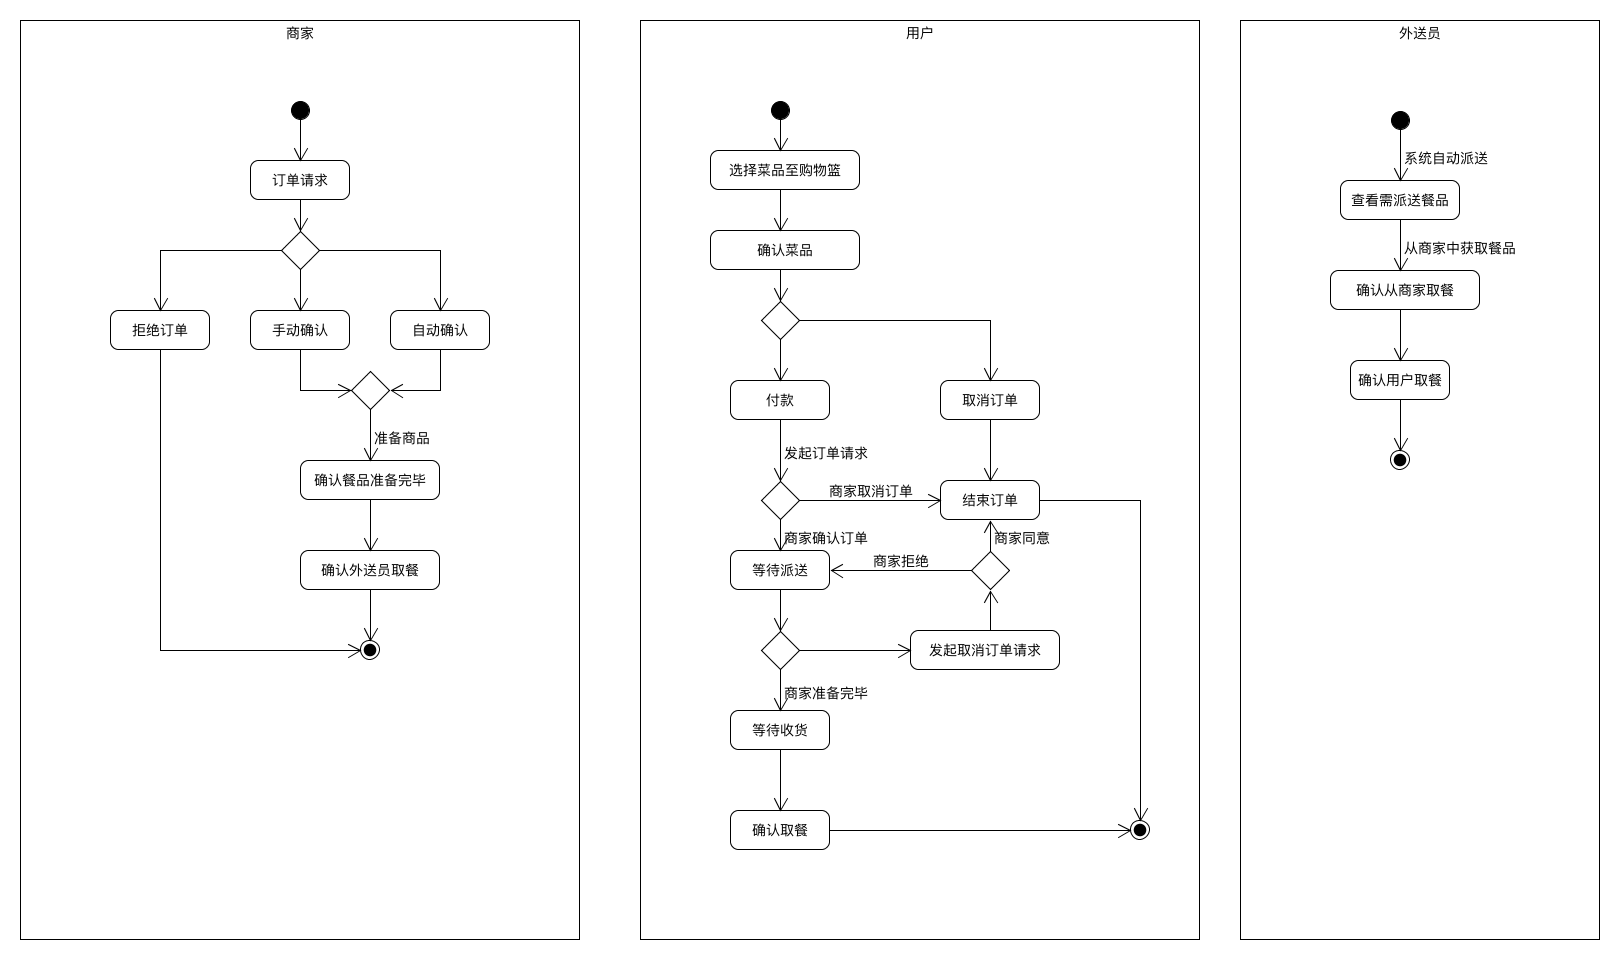 商家
订单请求
拒绝订单
手动确认
自动确认
准备商品
确认餐品准备完毕
确认外送员取餐
用户
选择菜品至购物篮
确认菜品
付款
取消订单
发起订单请求
商家取消订单
结束订单
商家确认订单
商家同意
等待派送
商家拒绝
发起取消订单请求
商家准备完毕
等待收货
确认取餐
外送员
系统自动派送
查看需派送餐品
从商家中获取餐品
确认从商家取餐
确认用户取餐